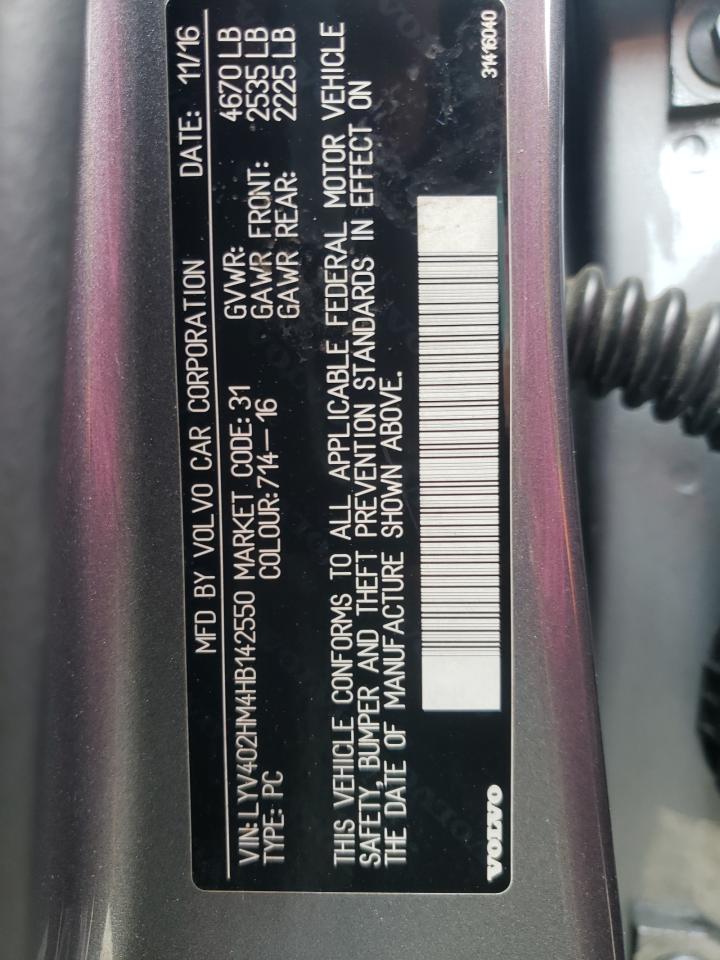 MFD BY VOLVO CAR CORPORATION DATE: 11/16
VIN: LYV402HM4HB142550 MARKET CODE: 31 GVWR: 4670 LB
TYPE: PC COLOUR: 714-16 GAWR FRONT: 2535 LB
GAWR REAR: 2225 LB
THIS VEHICLE CONFORMS TO ALL APPLICABLE FEDERAL MOTOR VEHICLE
SAFETY, BUMPER AND THEFT PREVENTION STANDARDS IN EFFECT ON
THE DATE OF MANUFACTURE SHOWN ABOVE.
VOLVO 31416040